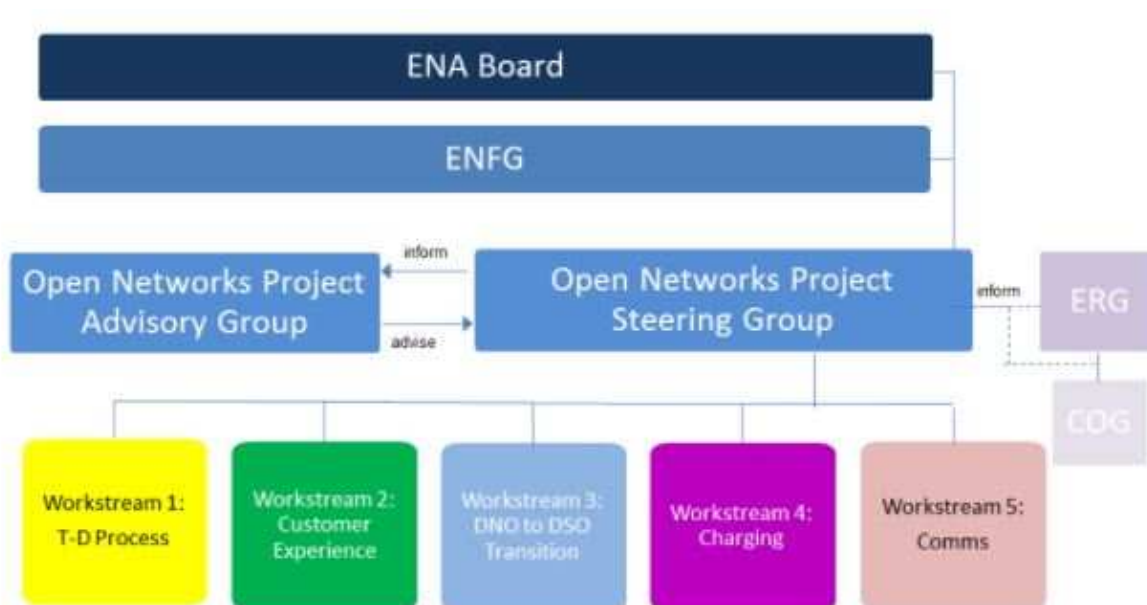 ENA Board
ENFG
inform
Open Networks Project
Advisory Group
advise
Open Networks Project
Steering Group
inform
ERG
COG
Workstream 1:
T-D Process
Workstream 2:
Customer
Experience
Workstream 3:
DNO to DSO
Transition
Workstream 4:
Charging
Workstream 5:
Comms